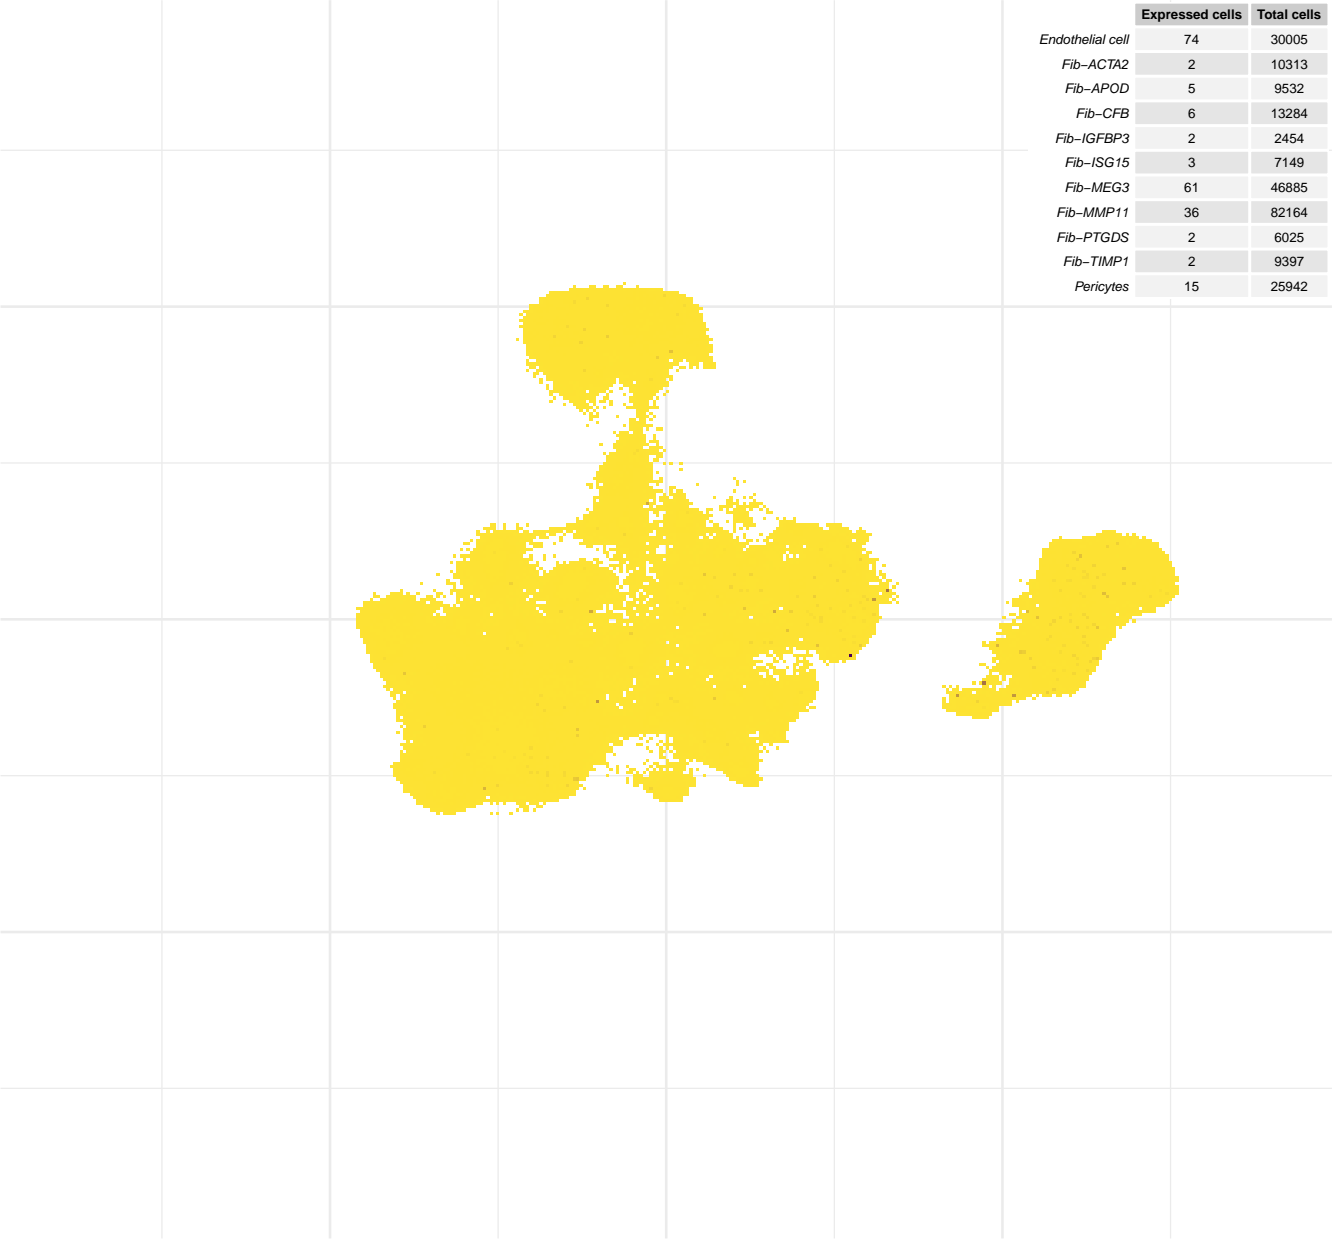 Expressed cells Total cells
Endothelial cell 74 30005
Fib−ACTA2 2 10313
Fib−APOD 5 9532
Fib−CFB 6 13284
Fib−IGFBP3 2 2454
Fib−ISG15 3 7149
Fib−MEG3 61 46885
Fib−MMP11 36 82164
Fib−PTGDS 2 6025
Fib−TIMP1 2 9397
Pericytes 15 25942